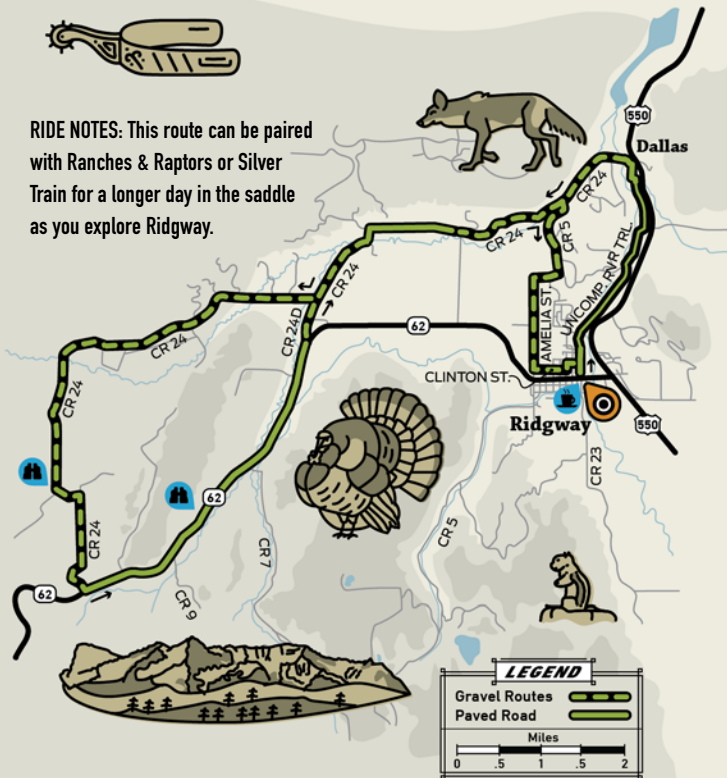 RIDE NOTES: This route can be paired
with Ranches & Raptors or Silver
Train for a longer day in the saddle
as you explore Ridgway.
550
Dallas
CR 24
CR 24
CR 5
UNCOMP. RVR TRL.
AMELIA ST.
CR 24
CR 24D
62
CR 24
CLINTON ST.
CR 24
Ridgway
550
CR 23
62
CR 24
CR 7
CR 5
62
CR 9
LEGEND
Gravel Routes
Paved Road
Miles
0 .5 1 .5 2